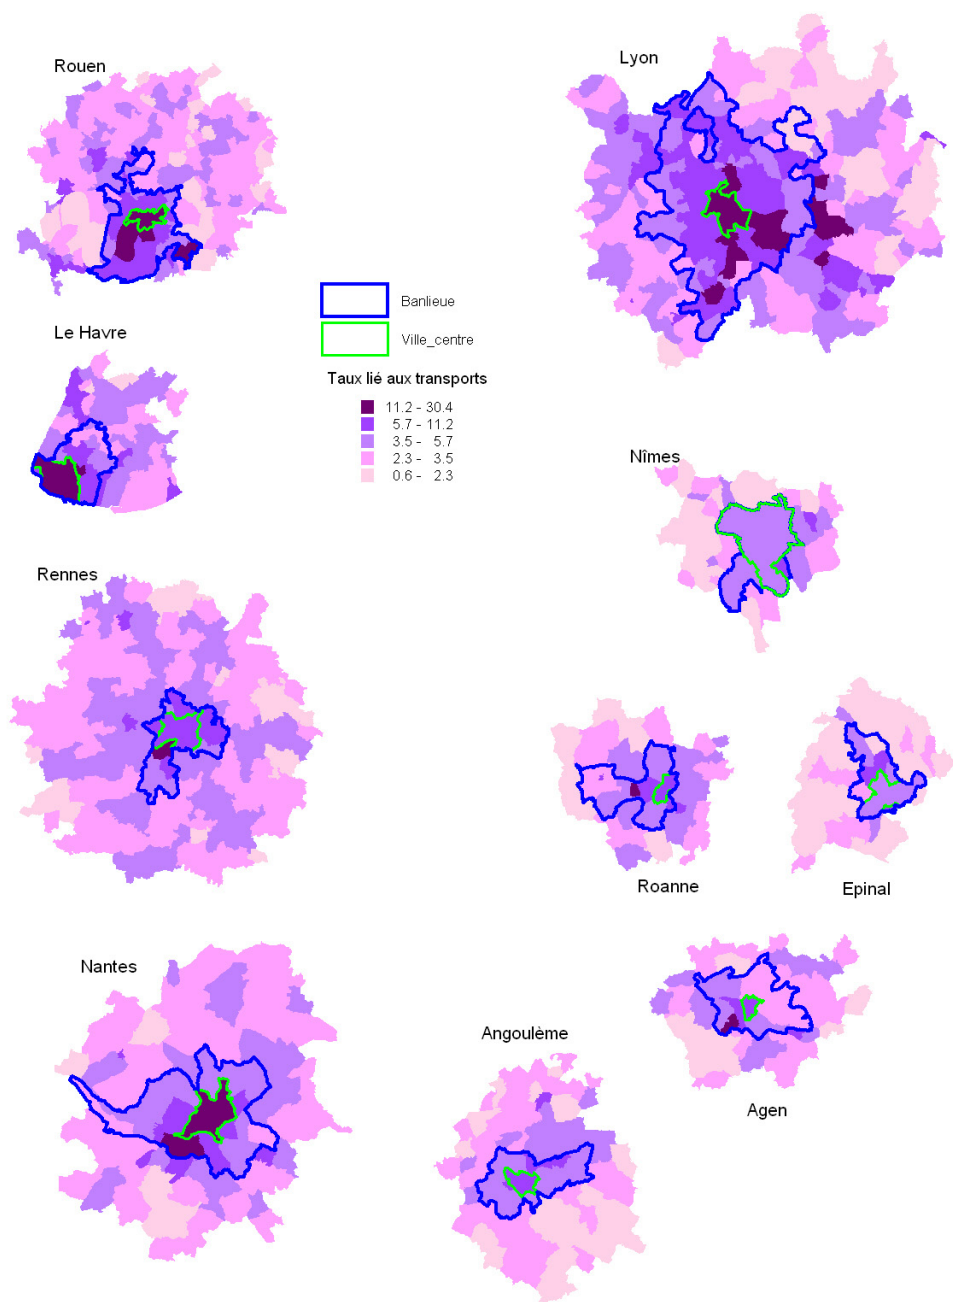 Rouen
Lyon
Banlieue
Ville_centre
Le Havre
Taux lié aux transports
11.2 - 30.4
5.7 - 11.2
3.5 - 5.7
2.3 - 3.5
0.6 - 2.3
Nîmes
Rennes
Roanne
Epinal
Nantes
Angoulème
Agen